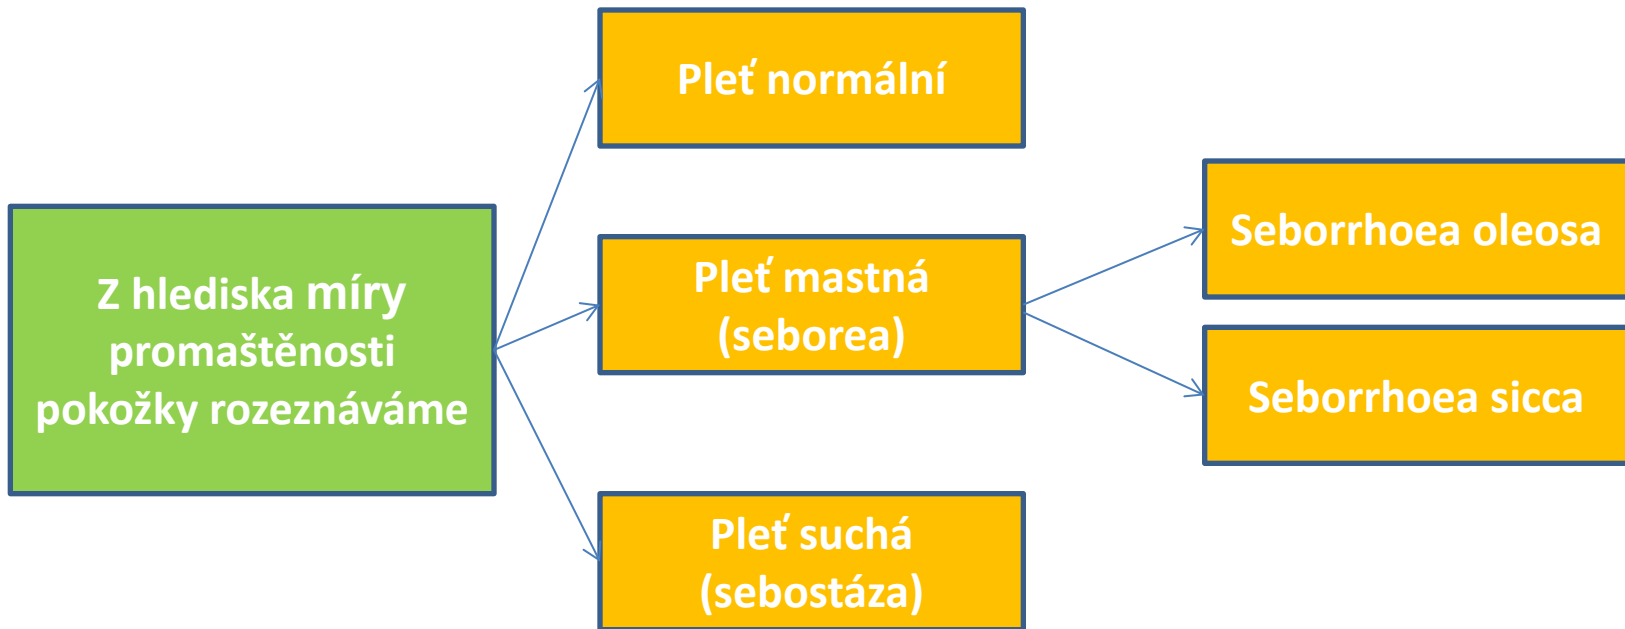 Z hlediska míry
promaštěnosti
pokožky rozeznáváme
Pleť normální
Pleť mastná
(seborea)
Pleť suchá
(sebostáza)
Seborrhoea oleosa
Seborrhoea sicca